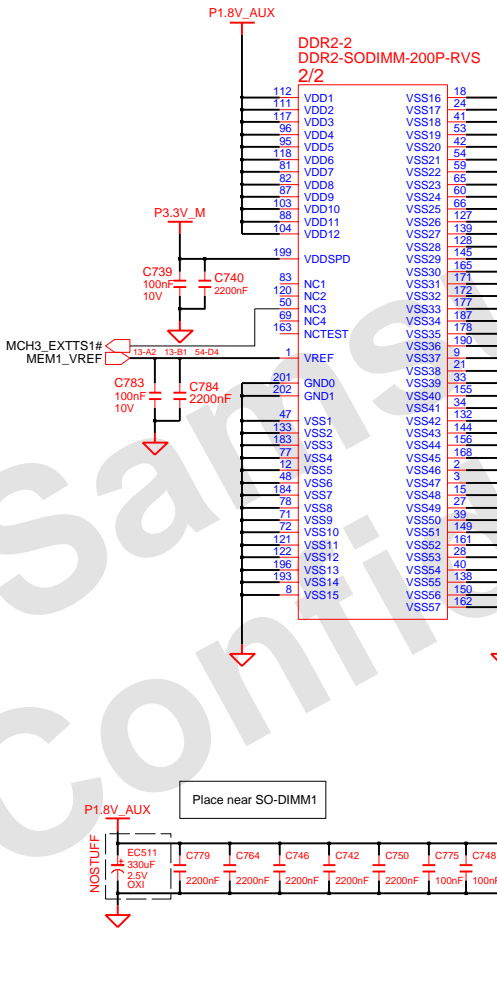 P1.8V_AUX
DDR2-2
DDR2-SODIMM-200P-RVS
2/2
112 VDD1 VSS16 18
111 VDD2 VSS17 24
117 VDD3 VSS18 41
96 VDD4 VSS19 53
95 VDD5 VSS20 42
118 VDD6 VSS21 54
81 VDD7 VSS22 59
82 VDD8 VSS23 65
87 VDD9 VSS24 60
103 VDD10 VSS25 66
88 VDD11 VSS26 127
104 VDD12 VSS27 139
VSS28 128
199 VDDSPD VSS29 145
VSS30 165
83 NC1 VSS31 171
120 NC2 VSS32 172
50 NC3 VSS33 177
69 NC4 VSS34 187
163 NCTEST VSS35 178
VSS36 190
1 VREF VSS37 9
VSS38 21
201 GND0 VSS39 33
202 GND1 VSS40 155
VSS41 34
47 VSS1 VSS42 132
133 VSS2 VSS43 144
183 VSS3 VSS44 156
77 VSS4 VSS45 168
12 VSS5 VSS46 2
48 VSS6 VSS47 3
184 VSS7 VSS48 15
78 VSS8 VSS49 27
71 VSS9 VSS50 39
72 VSS10 VSS51 149
121 VSS11 VSS52 161
122 VSS12 VSS53 28
196 VSS13 VSS54 40
193 VSS14 VSS55 138
8 VSS15 VSS56 150
VSS57 162
P3.3V_M
C739
100nF
10V
C740
2200nF
MCH3_EXTTS1#
MEM1_VREF
13-A2 13-B1 54-D4
C783
100nF
10V
C784
2200nF
Place near SO-DIMM1
P1.8V_AUX
NOSTUFF
EC511
330uF
2.5V
OXI
C779
2200nF
C764
2200nF
C746
2200nF
C742
2200nF
C750
2200nF
C775
100nF
C748
100nF
Sams
Confid